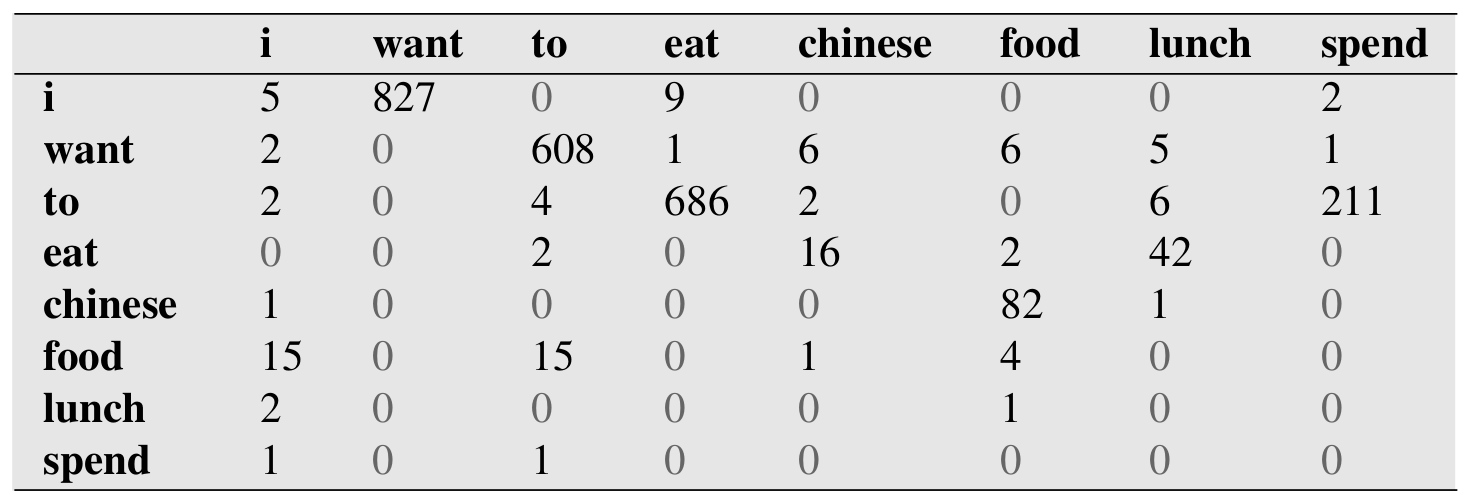 i want to eat chinese food lunch spend
i 5 827 0 9 0 0 0 2
want 2 0 608 1 6 6 5 1
to 2 0 4 686 2 0 6 211
eat 0 0 2 0 16 2 42 0
chinese 1 0 0 0 0 82 1 0
food 15 0 15 0 1 4 0 0
lunch 2 0 0 0 0 1 0 0
spend 1 0 1 0 0 0 0 0